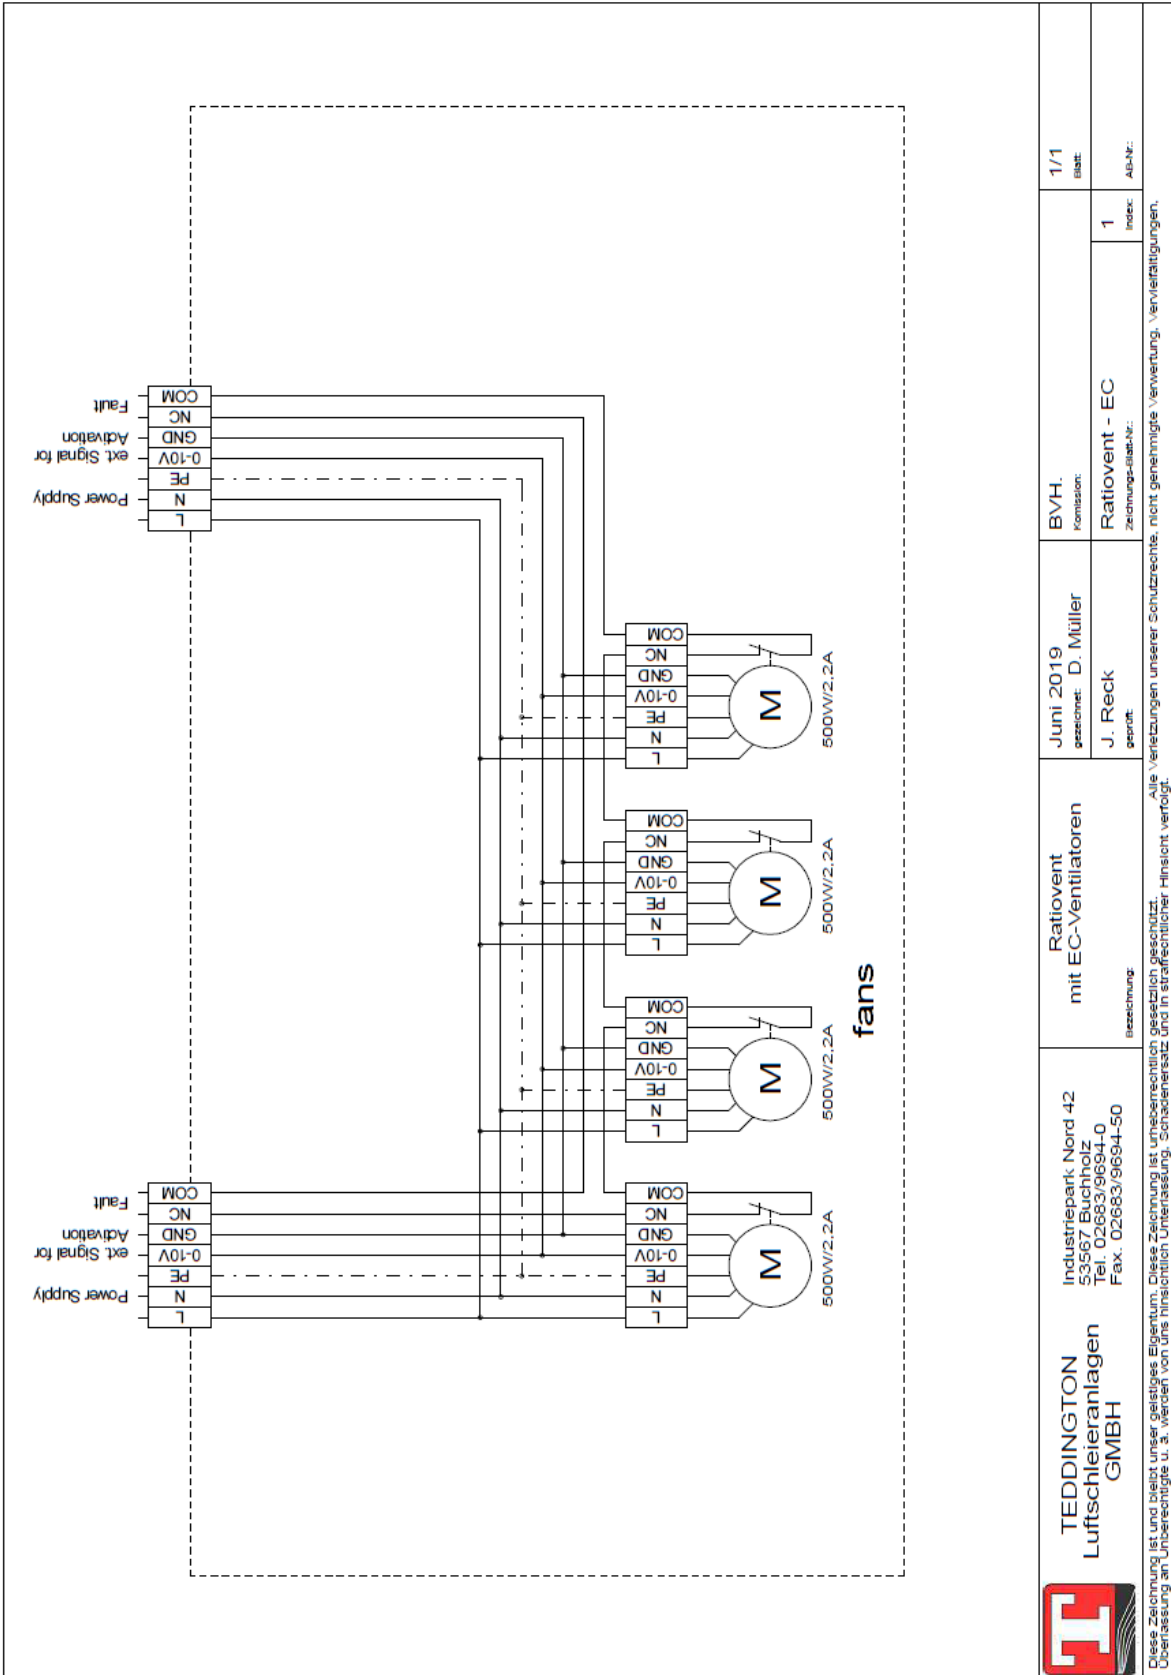 Fault
COM
NC
Activation
GND
ext. Signal for
0-10V
PE
Power Supply
N
L
Fault
COM
NC
Activation
GND
ext. Signal for
0-10V
PE
Power Supply
N
L
COM
NC
GND
0-10V
PE
N
L
M
500W/2.2A
COM
NC
GND
0-10V
PE
N
L
M
500W/2.2A
COM
NC
GND
0-10V
PE
N
L
M
500W/2.2A
COM
NC
GND
0-10V
PE
N
L
M
500W/2.2A
fans
T
TEDDINGTON
Luftschleieranlagen
GMBH
Industriepark Nord 42
53567 Buchholz
Tel. 02683/9694-0
Fax. 02683/9694-50
Ratiovent
mit EC-Ventilatoren
Bezeichnung:
Juni 2019
gezeichnet: D. Müller
J. Reck
geprüft:
BVH.
Komission:
Ratiovent - EC
Zeichnungs-Blatt-Nr.:
1
Index:
1/1
Blatt:
AB-Nr.:
Diese Zeichnung ist und bleibt unser geistiges Eigentum. Diese Zeichnung ist urheberrechtlich gesetzlich geschützt. Alle Verletzungen unserer Schutzrechte, nicht genehmigte Verwertung, Vervielfältigungen,
Überlassung an Unberechtigte u. ä. werden von uns hinsichtlich Unterlassung, Schadenersatz und in strafrechtlicher Hinsicht verfolgt.